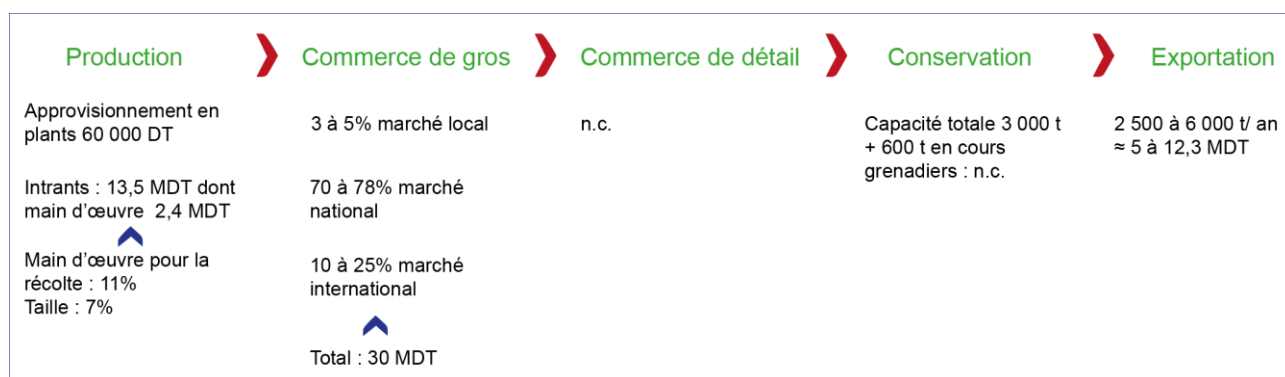 Production
Commerce de gros
Commerce de détail
Conservation
Exportation
Approvisionnement en
plants 60 000 DT
Intrants : 13,5 MDT dont
main d’œuvre 2,4 MDT
Main d’œuvre pour la
récolte : 11%
Taille : 7%
3 à 5% marché local
70 à 78% marché
national
10 à 25% marché
international
Total : 30 MDT
n.c.
Capacité totale 3 000 t
+ 600 t en cours
grenadiers : n.c.
2 500 à 6 000 t/ an
≈ 5 à 12,3 MDT